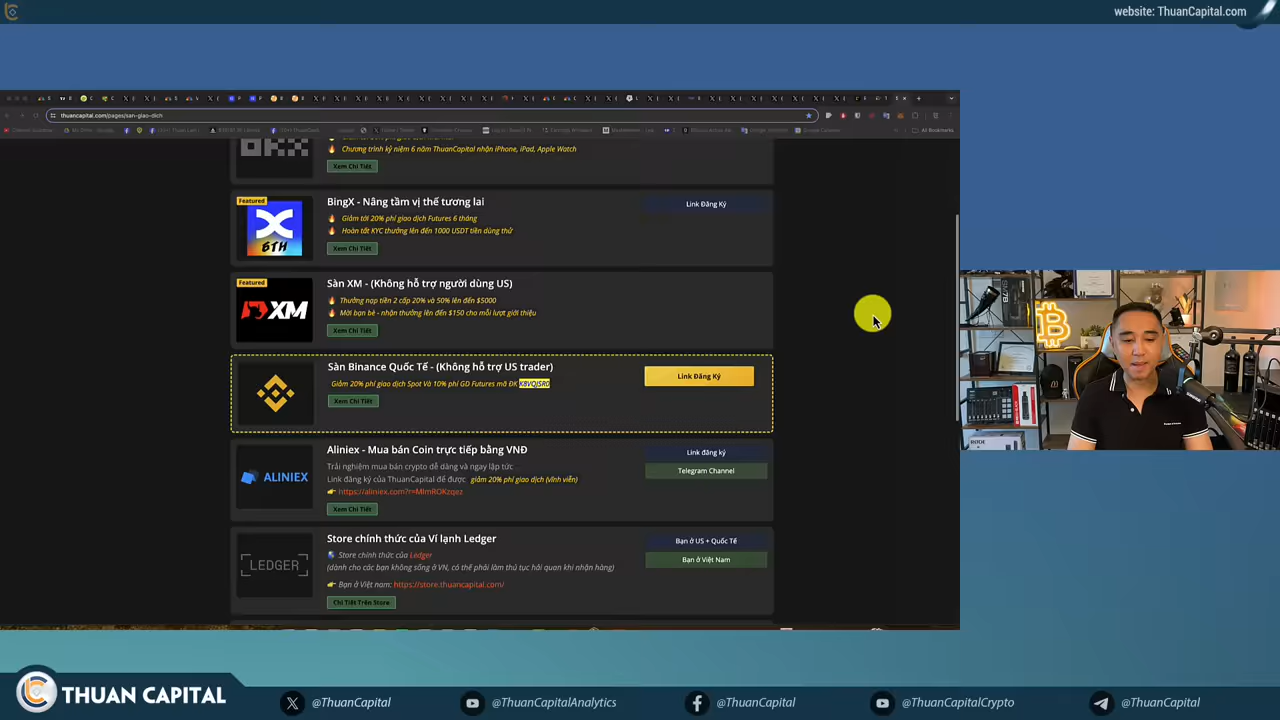 website: ThuanCapital.com
thuancapital.com/pages/san-giao-dich
All Bookmarks
Chương trình kỷ niệm 6 năm ThuanCapital nhận iPhone, iPad, Apple Watch
Xem Chi Tiết
Featured
BingX - Nâng tầm vị thế tương lai
Link Đăng Ký
Giảm tới 20% phí giao dịch Futures 6 tháng
Hoàn tất KYC thưởng lên đến 1000 USDT tiền dùng thử
6TH
Xem Chi Tiết
Featured
Sàn XM - (Không hỗ trợ người dùng US)
Thưởng nạp tiền 2 cấp 20% và 50% lên đến $5000
XM
Mời bạn bè - nhận thưởng lên đến $150 cho mỗi lượt giới thiệu
Xem Chi Tiết
Sàn Binance Quốc Tế - (Không hỗ trợ US trader)
Link Đăng Ký
Giảm 20% phí giao dịch Spot Và 10% phí GD Futures mã ĐK
Xem Chi Tiết
Aliniex - Mua bán Coin trực tiếp bằng VNĐ
Link đăng ký
Trải nghiệm mua bán crypto dễ dàng và ngay lập tức
Telegram Channel
ALINIEX
Link đăng ký của ThuanCapital để được giảm 20% phí giao dịch (vĩnh viễn)
https://aliniex.com?r=MlmROKzqez
Xem Chi Tiết
Store chính thức của Ví lạnh Ledger
Bạn ở US + Quốc Tế
Store chính thức của Ledger
Bạn ở Việt Nam
LEDGER
(dành cho các bạn không sống ở VN, có thể phải làm thủ tục hải quan khi nhận hàng)
Bạn ở Việt nam: https://store.thuancapital.com/
Chi Tiết Trên Store
RODE
THUAN CAPITAL
@ThuanCapital
@ThuanCapitalAnalytics
@ThuanCapital
@ThuanCapitalCrypto
@ThuanCapital